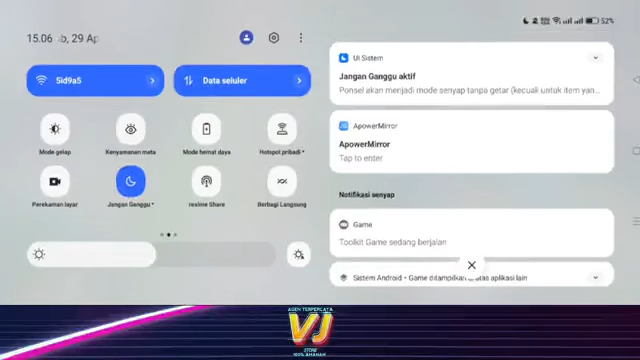 15.06
b, 29 Ap
52%
5id9a5
Data seluler
Mode gelap
Kenyamanan mata
Mode hemat daya
Hotspot pribadi
Perekaman layar
Jangan Ganggu
realme Share
Berbagi Langsung
UI Sistem
Jangan Ganggu aktif
Ponsel akan menjadi mode senyap tanpa getar (kecuali untuk item yan...
ApowerMirror
ApowerMirror
Tap to enter
Notifikasi senyap
Game
Toolkit Game sedang berjalan
Sistem Android • Game ditampilkan di atas aplikasi lain
AGEN TERPERCAYA
VJ
STORE
100% AMANAH